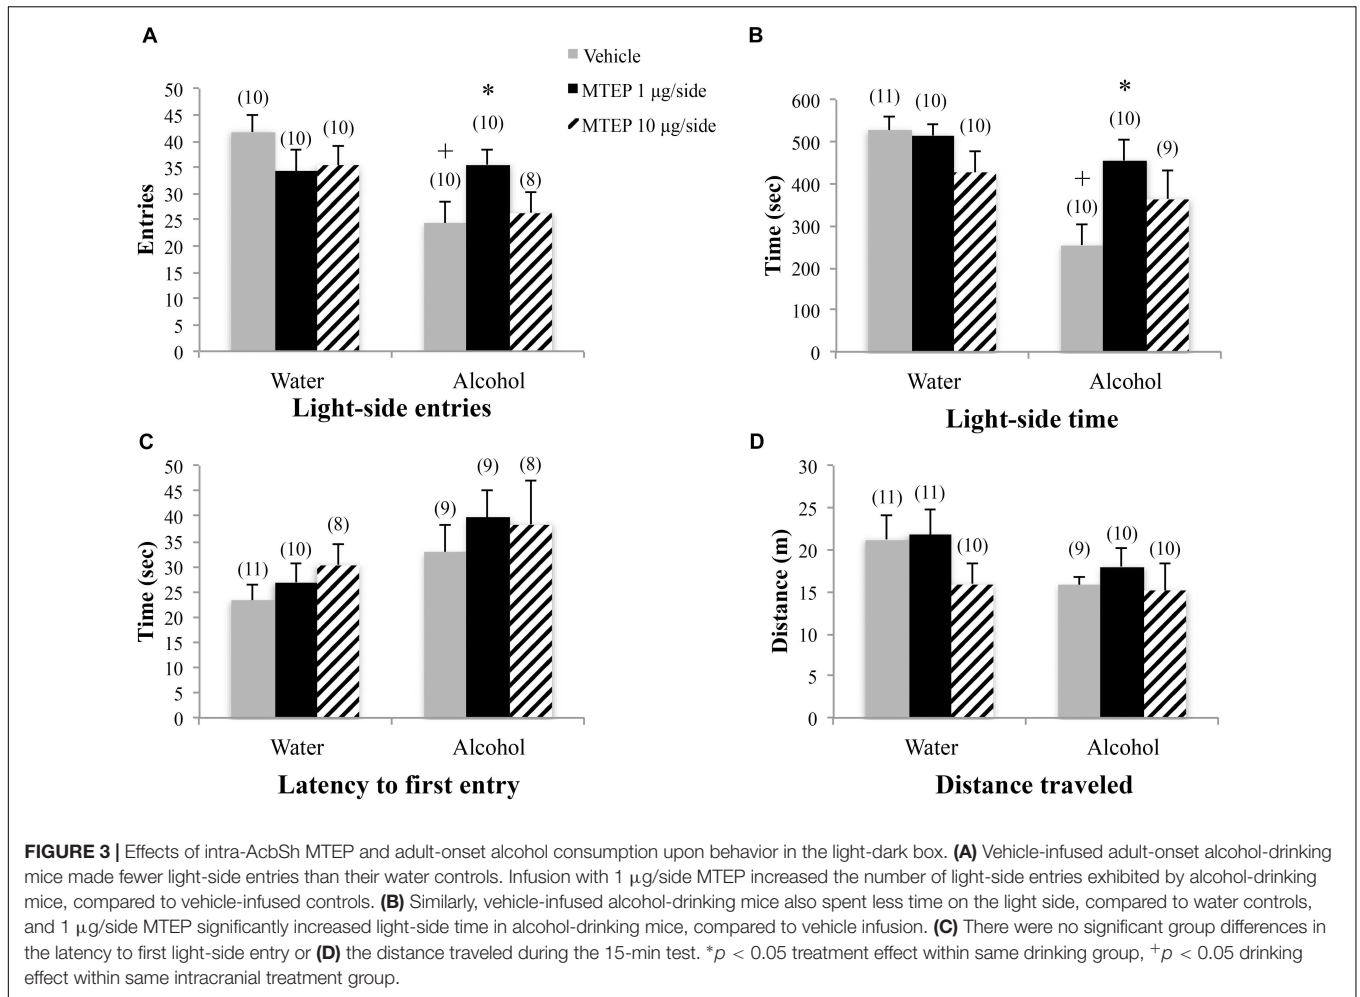 A
B
Vehicle
MTEP 1 µg/side
MTEP 10 µg/side
50
45
40
35
30
25
20
15
10
5
0
Entries
(10)
(10)
(10)
+
(10)
*
(10)
(8)
Water
Alcohol
Light-side entries
600
500
400
300
200
100
0
Time (sec)
(11)
(10)
(10)
+
(10)
*
(10)
(9)
Water
Alcohol
Light-side time
C
50
45
40
35
30
25
20
15
10
5
0
Time (sec)
(11)
(10)
(8)
(9)
(9)
(8)
Water
Alcohol
Latency to first entry
D
30
25
20
15
10
5
0
Distance (m)
(11)
(11)
(10)
(9)
(10)
(10)
Water
Alcohol
Distance traveled
FIGURE 3 | Effects of intra-AcbSh MTEP and adult-onset alcohol consumption upon behavior in the light-dark box. (A) Vehicle-infused adult-onset alcohol-drinking
mice made fewer light-side entries than their water controls. Infusion with 1 µg/side MTEP increased the number of light-side entries exhibited by alcohol-drinking
mice, compared to vehicle-infused controls. (B) Similarly, vehicle-infused alcohol-drinking mice also spent less time on the light side, compared to water controls,
and 1 µg/side MTEP significantly increased light-side time in alcohol-drinking mice, compared to vehicle infusion. (C) There were no significant group differences in
the latency to first light-side entry or (D) the distance traveled during the 15-min test. *p < 0.05 treatment effect within same drinking group, +p < 0.05 drinking
effect within same intracranial treatment group.